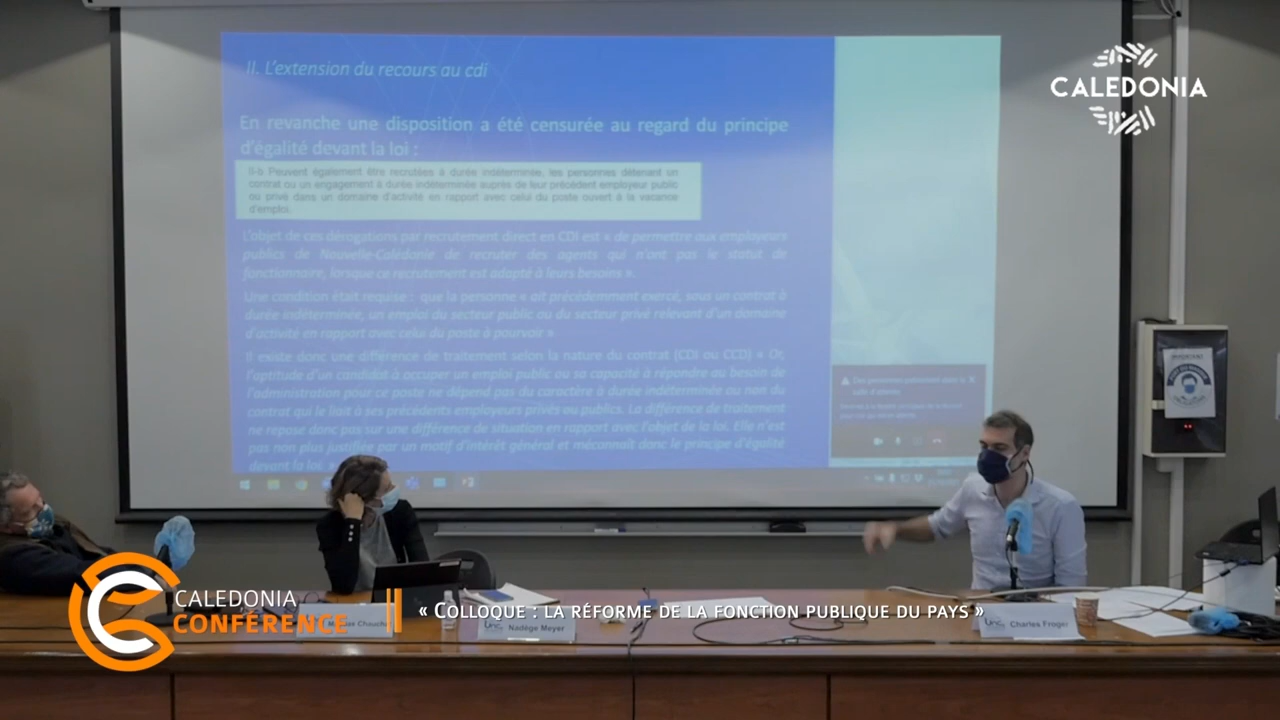 II. L'extension du recours au cdi
CALEDONIA
En revanche une disposition a été censurée au regard du principe
d'égalité devant la loi :
II-b Peuvent également être recrutées à durée indéterminée, les personnes détenant un
contrat ou un engagement à durée indéterminée auprès de leur précédent employeur public
ou privé dans un domaine d'activité en rapport avec celui du poste ouvert à la vacance
d'emploi.
L'objet de ces dérogations par recrutement direct en CDI est « de permettre aux employeurs
publics de Nouvelle-Calédonie de recruter des agents qui n'ont pas le statut de
fonctionnaire, lorsque ce recrutement est adapté à leurs besoins ».
Une condition était requise : que la personne « ait précédemment exercé, sous un contrat à
durée indéterminée, un emploi du secteur public ou du secteur privé relevant d'un domaine
d'activité en rapport avec celui du poste à pourvoir ».
Il existe donc une différence de traitement selon la nature du contrat (CDI ou CCD) « Or,
l'aptitude d'un candidat à occuper un emploi public ou sa capacité à répondre au besoin de
l'administration pour ce poste ne dépend pas du caractère à durée indéterminée ou non du
contrat qui le liait à ses précédents employeurs privés ou publics. La différence de traitement
ne repose donc pas sur une différence de situation en rapport avec l'objet de la loi. Elle n'est
pas non plus justifiée par un motif d'intérêt général et méconnaît donc le principe d'égalité
devant la loi. »
CALEDONIA
CONFÉRENCE
« Colloque : la réforme de la fonction publique du pays »
Nadège Meyer
Charles Froger